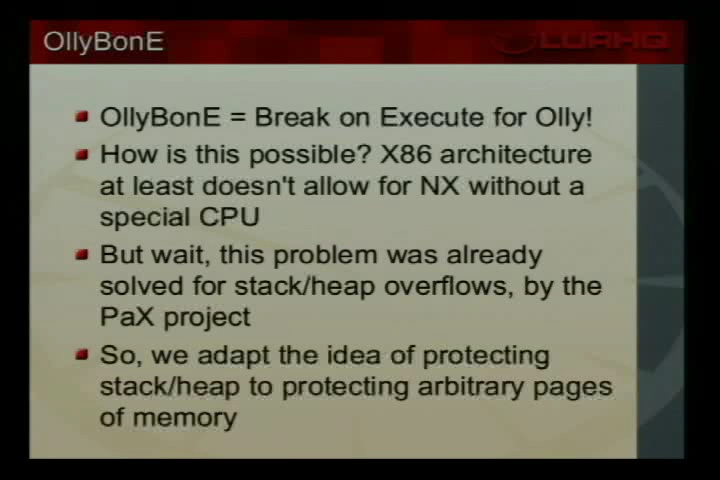 OllyBonE
LURHQ
OllyBonE = Break on Execute for Olly!
How is this possible? X86 architecture
at least doesn't allow for NX without a
special CPU
But wait, this problem was already
solved for stack/heap overflows, by the
PaX project
So, we adapt the idea of protecting
stack/heap to protecting arbitrary pages
of memory